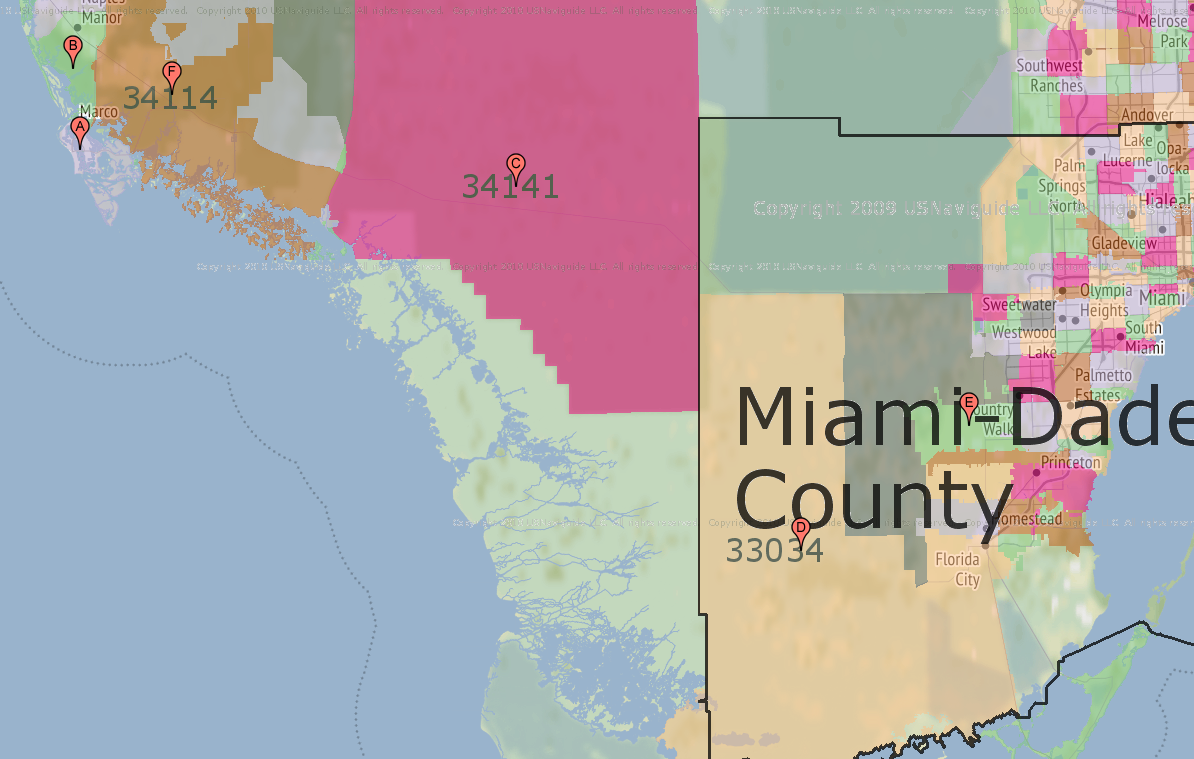 Copyright 2010 USNaviguide LLC. All rights reserved.
Naples
Manor
B
F
34114
Marco
A
C
34141
Melrose
Park
Southwest
Ranches
Andover
Lake
Lucerne
Opa-
locka
Palm
Springs
North
Hialeah
Copyright 2009 USNaviguide LLC
Gladeview
Olympia
Heights
Miami
Sweetwater
Westwood
Lake
South
Miami
Palmetto
Estates
E
Country
Walk
Miami-Dade
County
Princeton
Homestead
D
33034
Florida
City